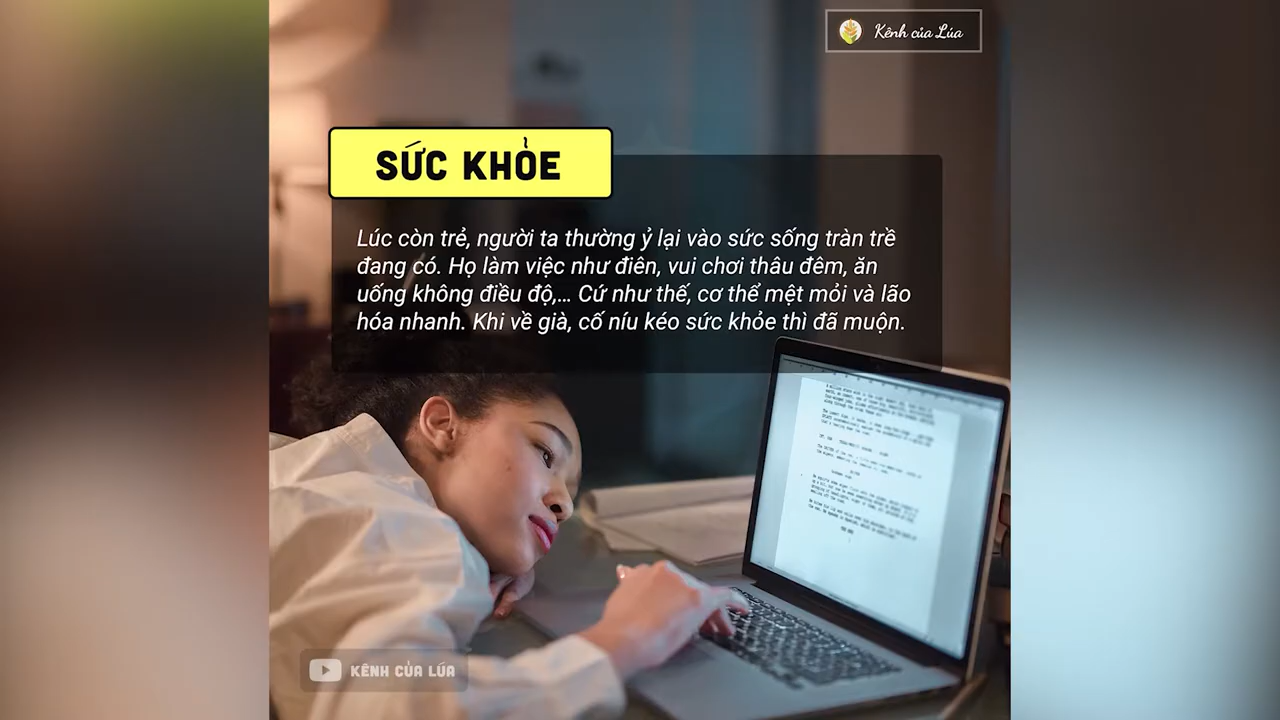 Kênh của Lúa
SỨC KHỎE
Lúc còn trẻ, người ta thường ỷ lại vào sức sống tràn trề
đang có. Họ làm việc như điên, vui chơi thâu đêm, ăn
uống không điều độ,... Cứ như thế, cơ thể mệt mỏi và lão
hóa nhanh. Khi về già, cố níu kéo sức khỏe thì đã muộn.
KÊNH CỦA LÚA